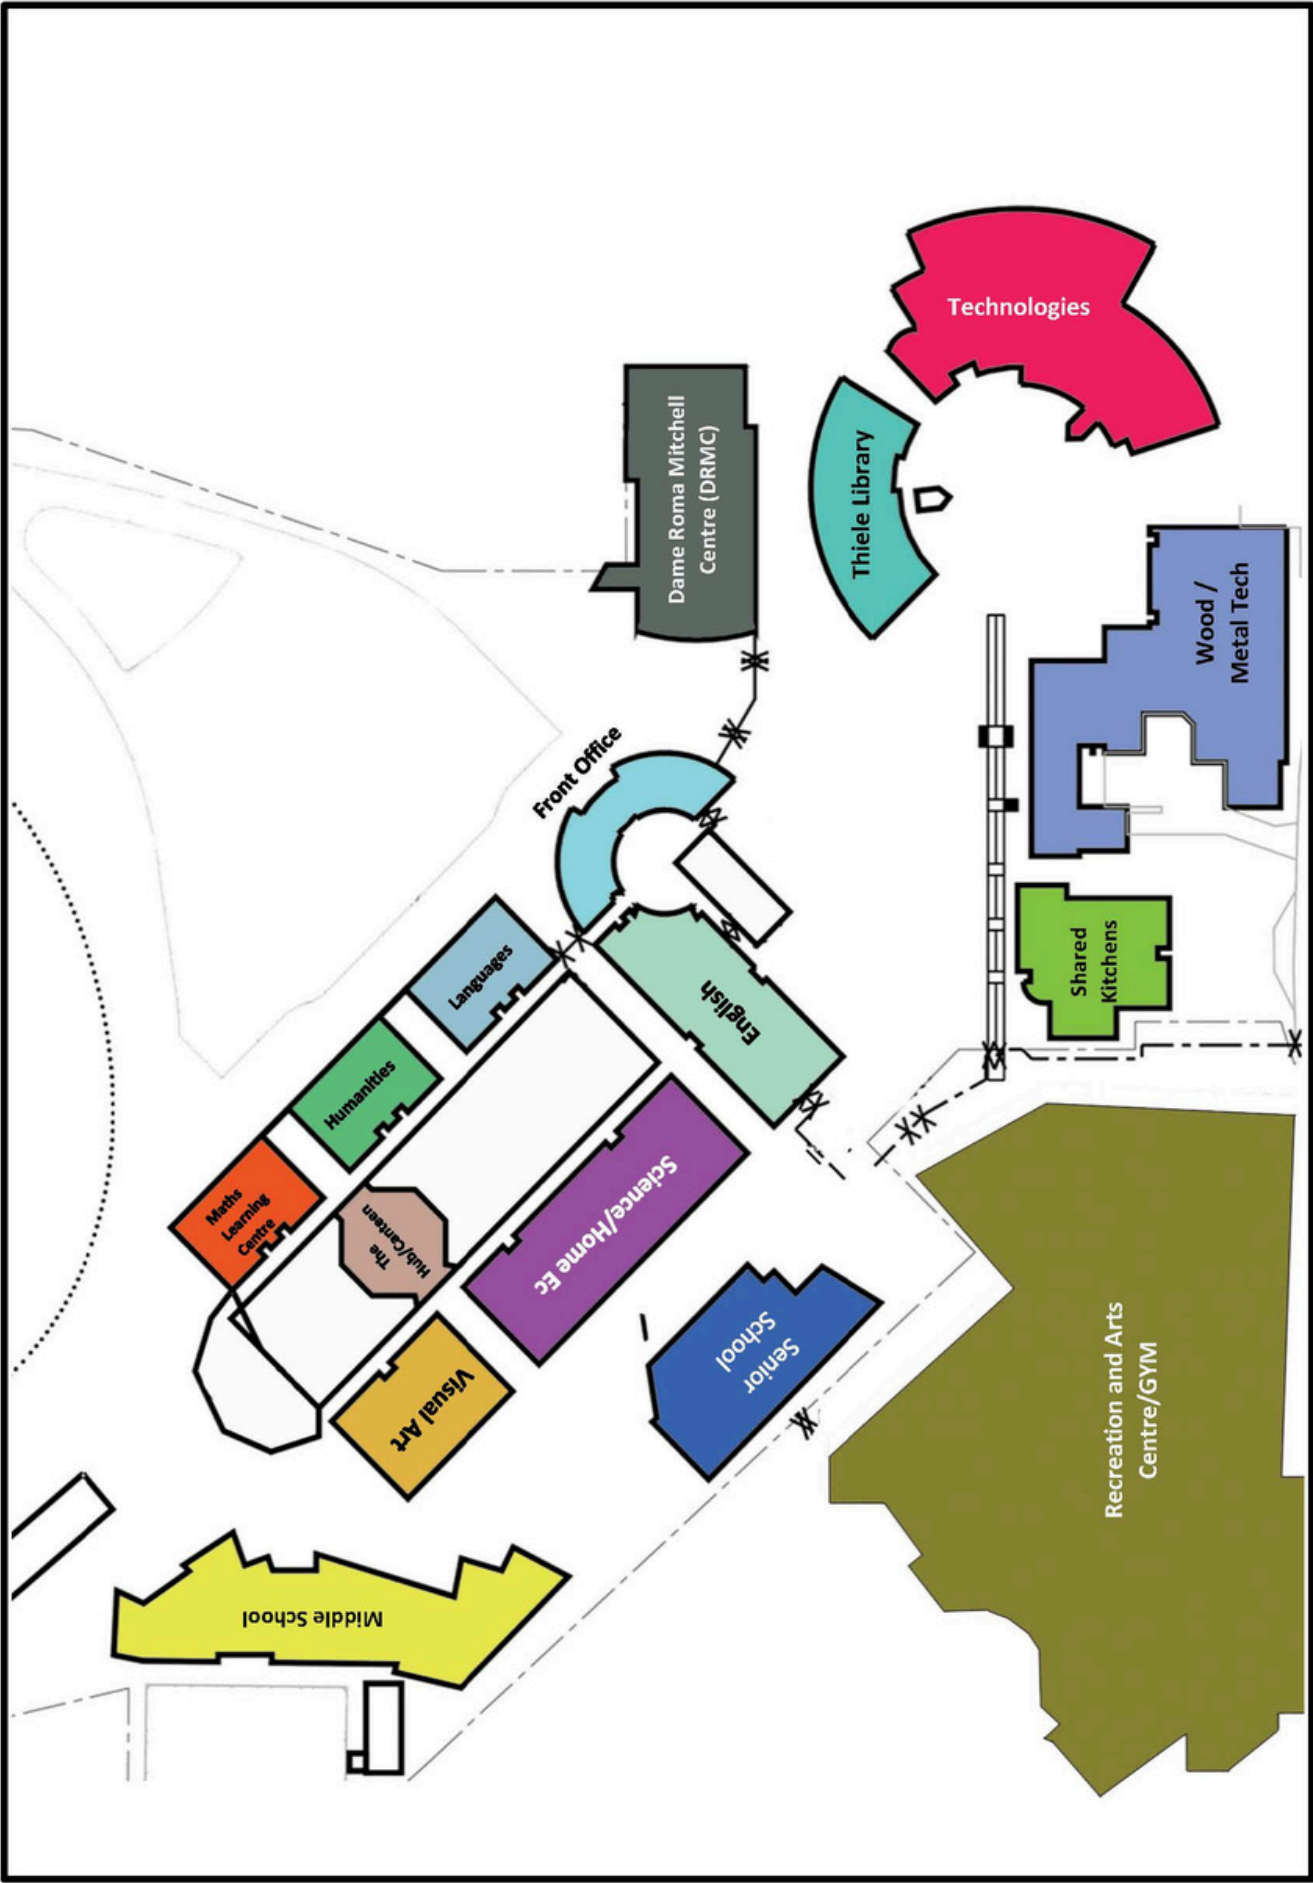 Technologies
Dame Roma Mitchell
Centre (DRMC)
Thiele Library
Wood /
Metal Tech
Front Office
Shared
Kitchens
Languages
English
Humanities
Maths
Learning
Centre
The
Hub/Canteen
Science/Home Ec
Senior
School
Visual Art
Recreation and Arts
Centre/GYM
Middle School